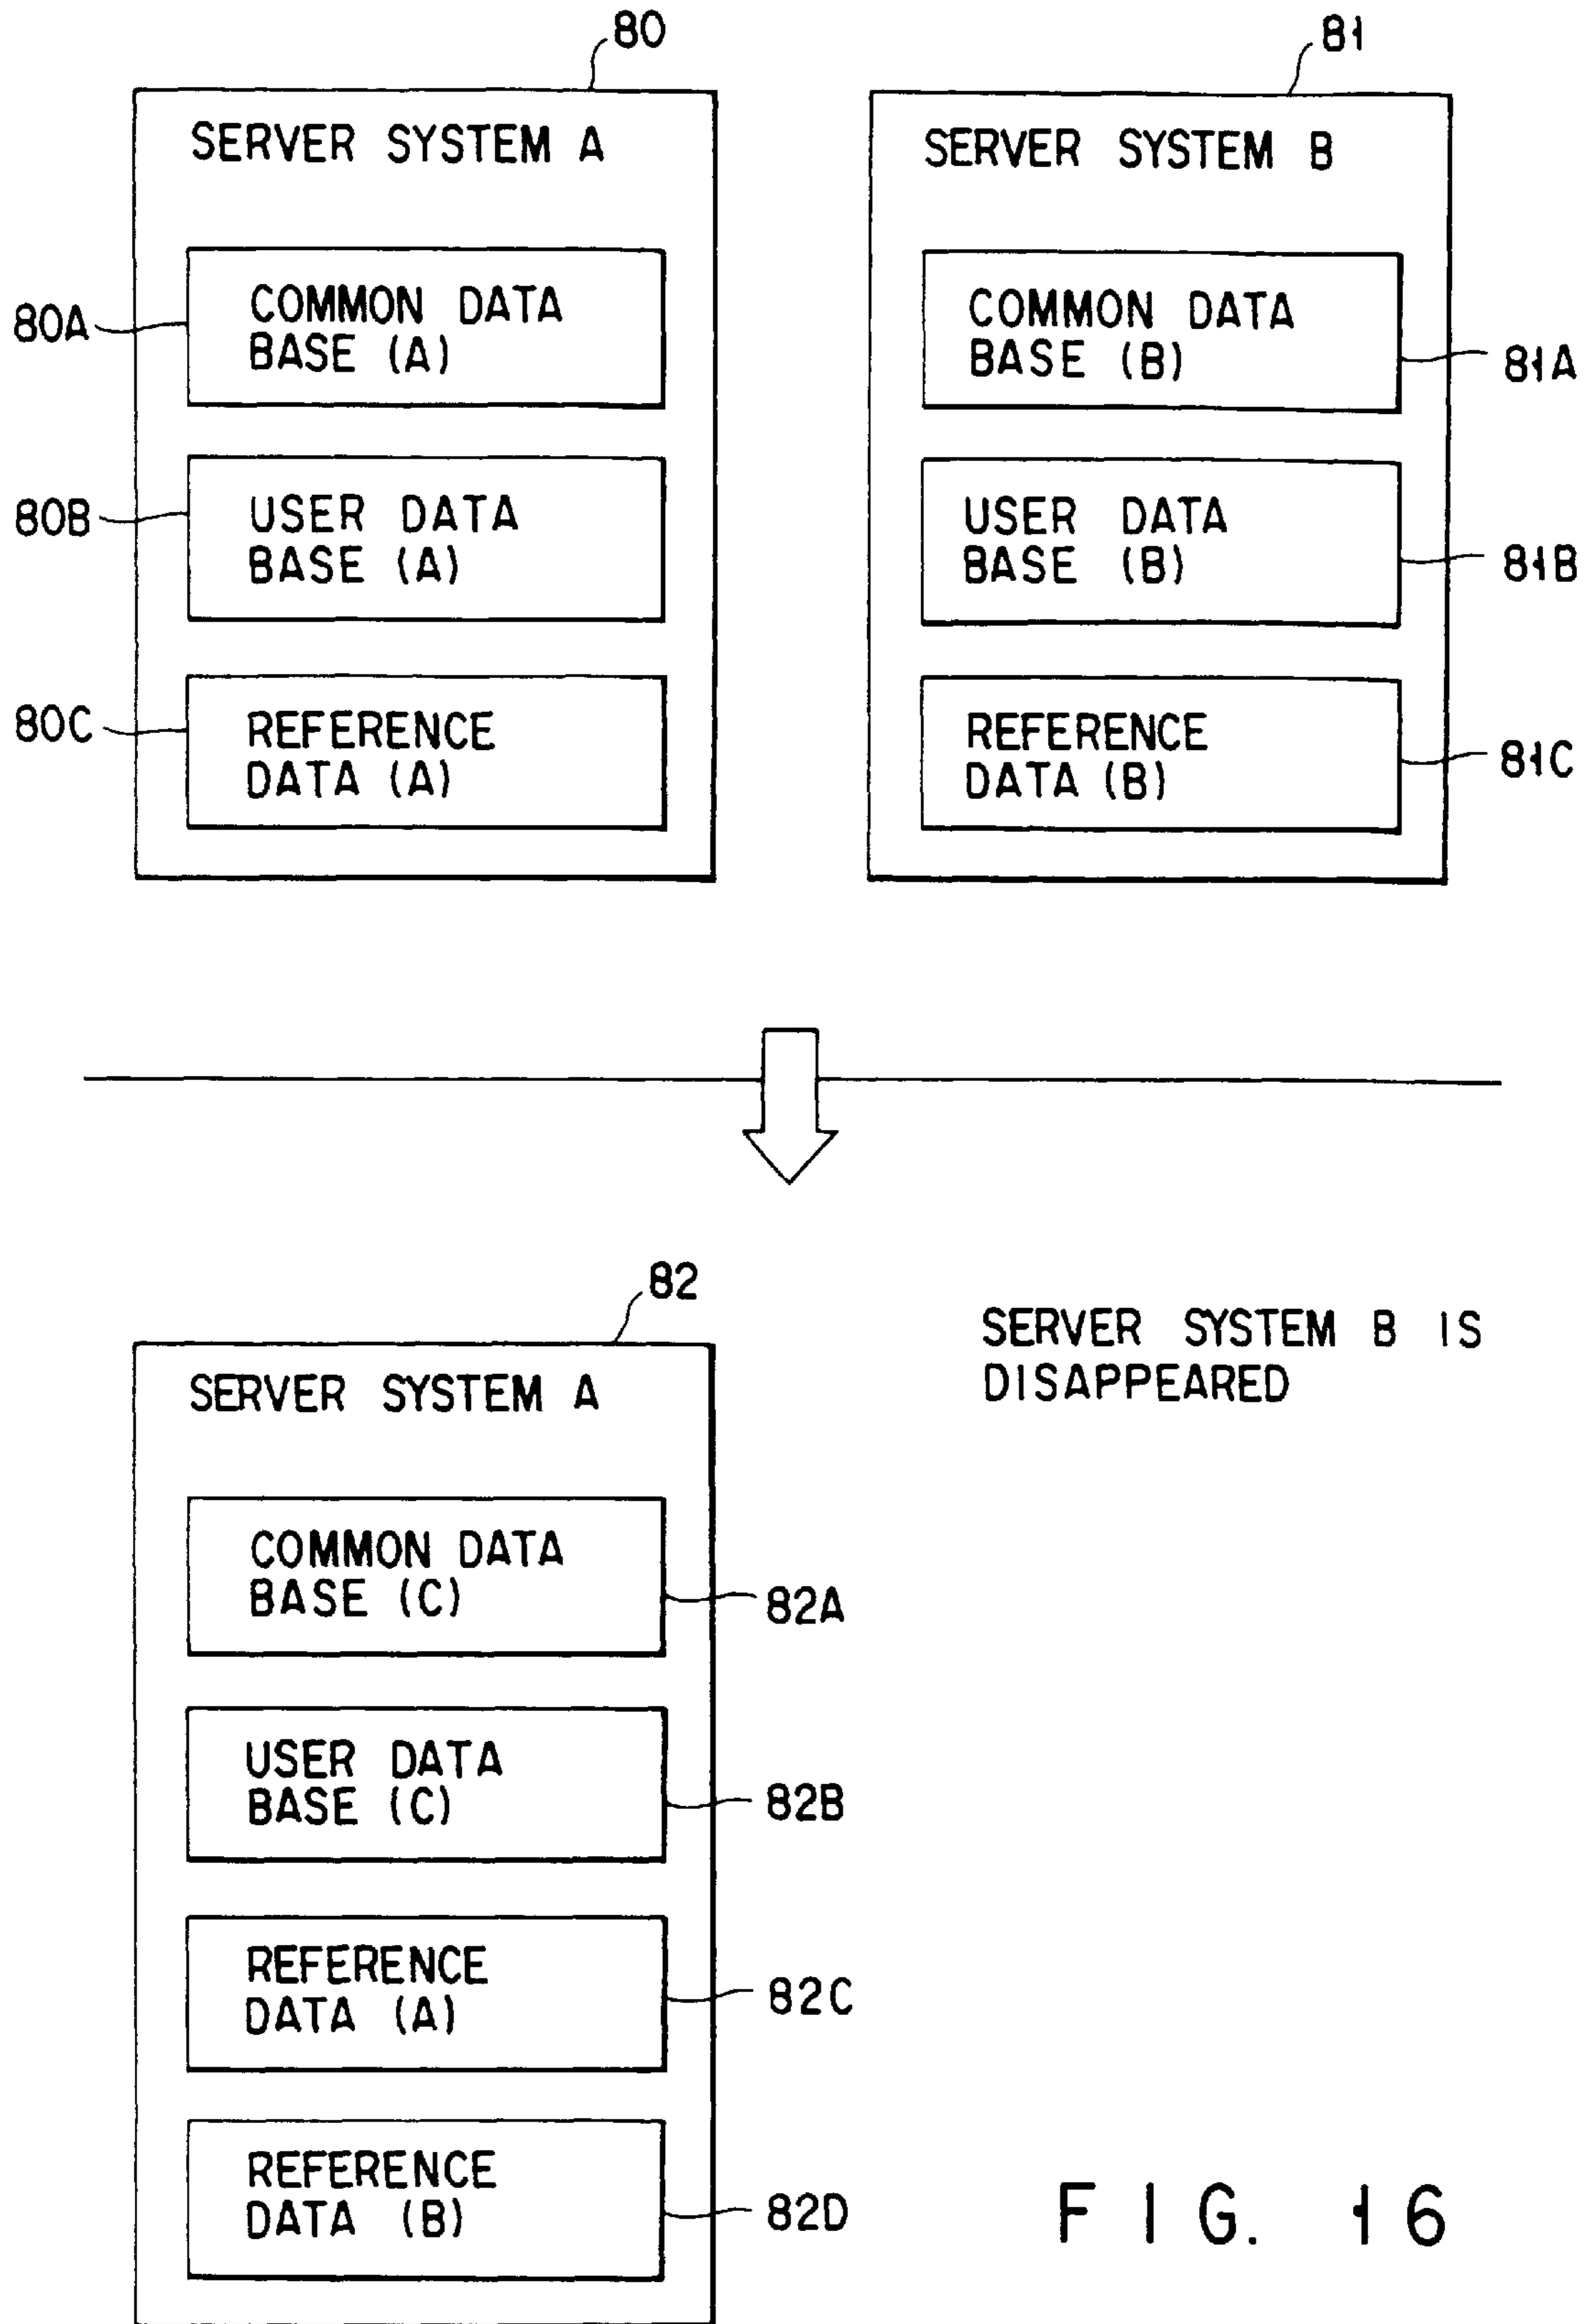 80
81
SERVER SYSTEM A
SERVER SYSTEM B
80A
COMMON DATA
BASE (A)
COMMON DATA
BASE (B)
81A
80B
USER DATA
BASE (A)
USER DATA
BASE (B)
81B
80C
REFERENCE
DATA (A)
REFERENCE
DATA (B)
81C
82
SERVER SYSTEM A
SERVER SYSTEM B IS
DISAPPEARED
COMMON DATA
BASE (C)
82A
USER DATA
BASE (C)
82B
REFERENCE
DATA (A)
82C
REFERENCE
DATA (B)
82D
FIG. 16